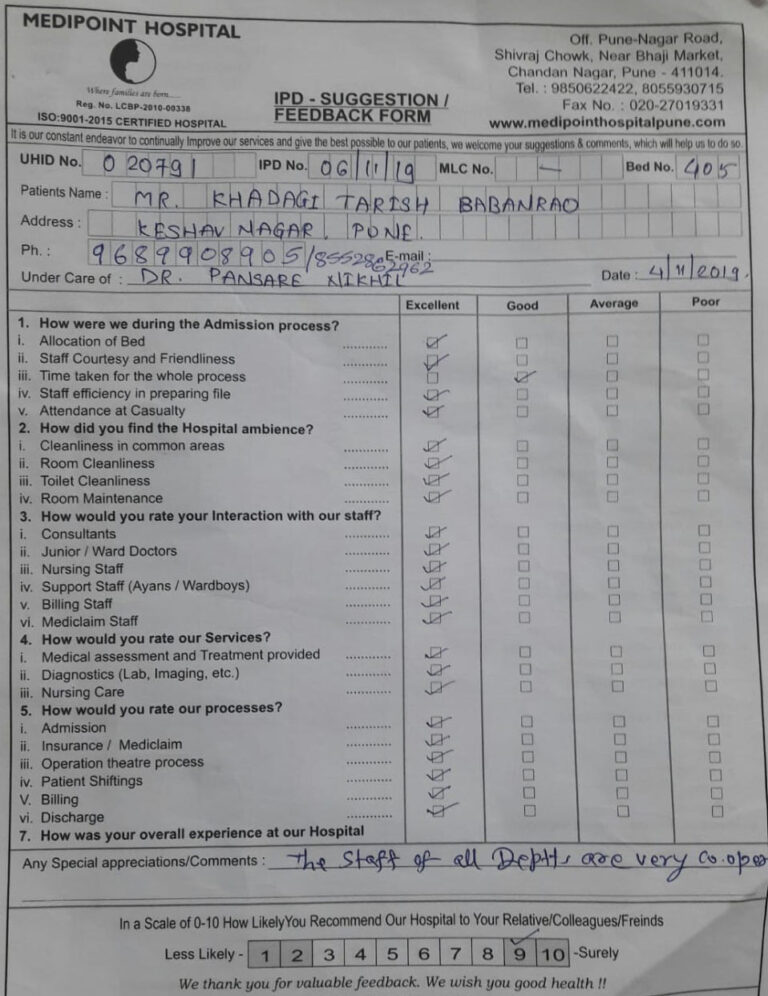 MEDIPOINT HOSPITAL
Where families are born.....
Reg. No. LCBP-2010-00338
ISO:9001-2015 CERTIFIED HOSPITAL
IPD - SUGGESTION /
FEEDBACK FORM
Off. Pune-Nagar Road,
Shivraj Chowk, Near Bhaji Market,
Chandan Nagar, Pune - 411014.
Tel. : 9850622422, 8055930715
Fax No. : 020-27019331
www.medipointhospitalpune.com
It is our constant endeavor to continually Improve our services and give the best possible to our patients, we welcome your suggestions & comments, which will help us to do so
UHID No. 020791 IPD No. 06/11/19 MLC No. - Bed No. 405
Patients Name : MR. KHADAGI TARISH BABANRAO
Address : KESHAV NAGAR. PUNE.
Ph. : 9689908905/8552862962 E-mail :
Under Care of : DR. PANSARE NIKHIL Date : 4/11/2019.
Excellent Good Average Poor
1. How were we during the Admission process?
i. Allocation of Bed ............
ii. Staff Courtesy and Friendliness
iii. Time taken for the whole process ............
iv. Staff efficiency in preparing file ............
v. Attendance at Casualty ............
2. How did you find the Hospital ambience?
i. Cleanliness in common areas ............
ii. Room Cleanliness ............
iii. Toilet Cleanliness ............
iv. Room Maintenance ............
3. How would you rate your Interaction with our staff?
i. Consultants ............
ii. Junior / Ward Doctors ............
iii. Nursing Staff ............
iv. Support Staff (Ayans / Wardboys) ............
v. Billing Staff ............
vi. Mediclaim Staff ............
4. How would you rate our Services?
i. Medical assessment and Treatment provided ............
ii. Diagnostics (Lab, Imaging, etc.) ............
iii. Nursing Care ............
5. How would you rate our processes?
i. Admission ............
ii. Insurance / Mediclaim ............
iii. Operation theatre process ............
iv. Patient Shiftings ............
V. Billing ............
vi. Discharge ............
7. How was your overall experience at our Hospital
Any Special appreciations/Comments : The Staff of all Deptts are very co.oper
In a Scale of 0-10 How LikelyYou Recommend Our Hospital to Your Relative/Colleagues/Freinds
Less Likely - 1 2 3 4 5 6 7 8 9 10 -Surely
We thank you for valuable feedback. We wish you good health !!